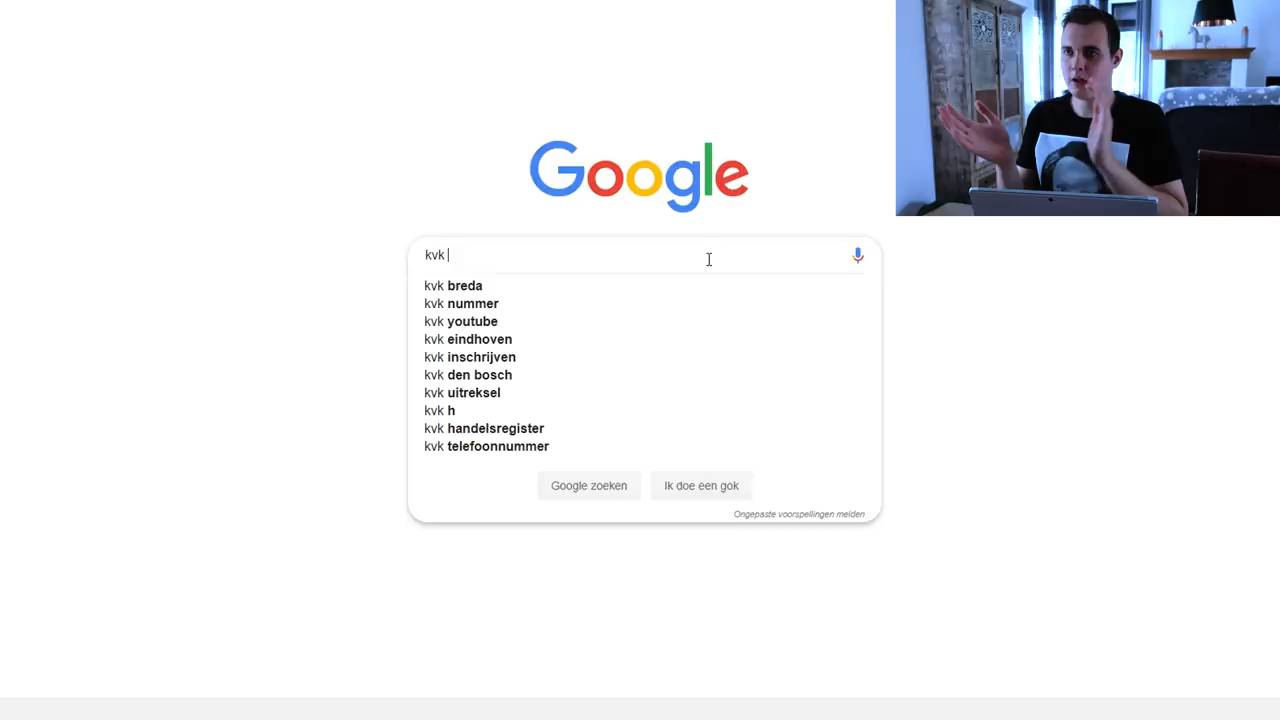 Google
kvk
kvk breda
kvk nummer
kvk youtube
kvk eindhoven
kvk inschrijven
kvk den bosch
kvk uitreksel
kvk h
kvk handelsregister
kvk telefoonnummer
Google zoeken
Ik doe een gok
Ongepaste voorspellingen melden